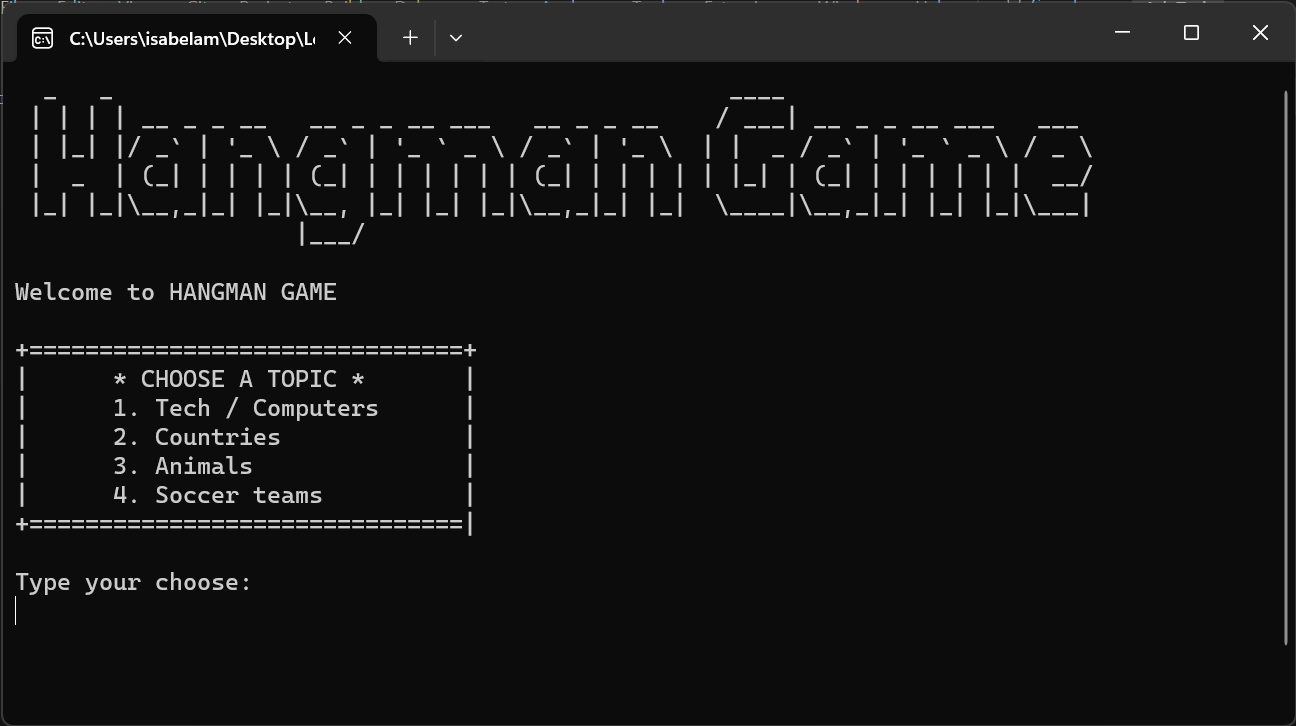 C:\Users\isabelam\Desktop\L
Hangman Game
Welcome to HANGMAN GAME
+===============================+
| * CHOOSE A TOPIC * |
| 1. Tech / Computers |
| 2. Countries |
| 3. Animals |
| 4. Soccer teams |
+===============================|
Type your choose: